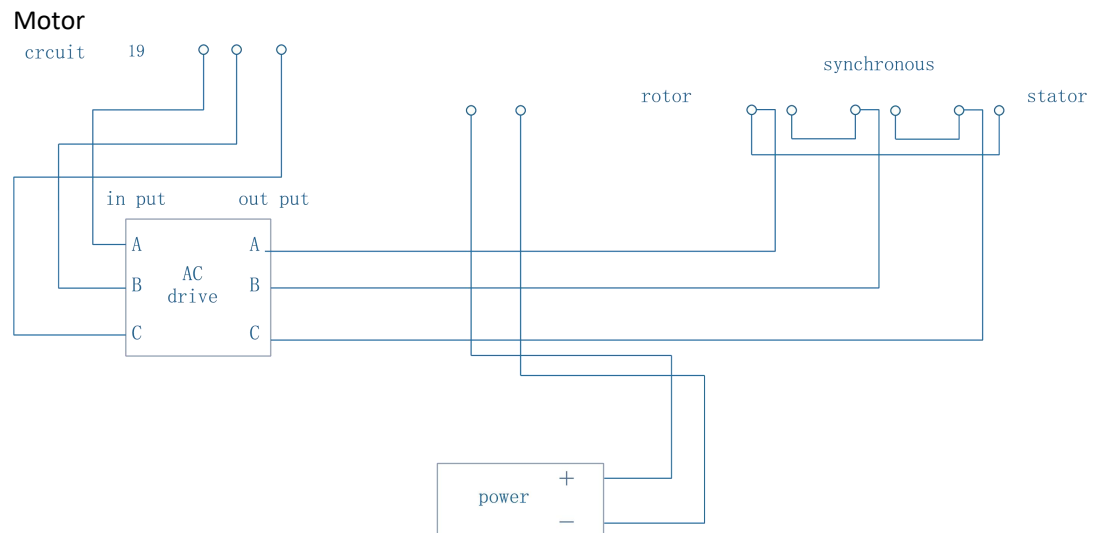 Motor
crcuit 19
synchronous
rotor
stator
in put
out put
A
A
AC
drive
B
B
C
C
power
+
−